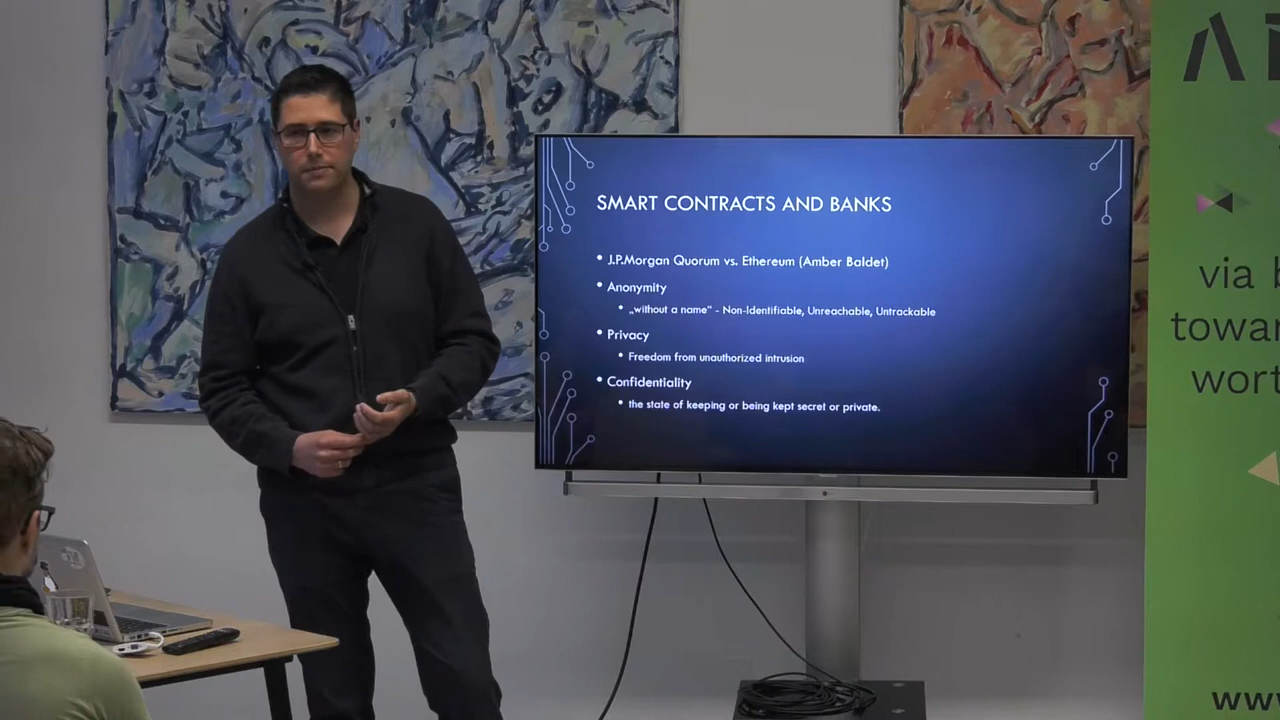 SMART CONTRACTS AND BANKS
• J.P.Morgan Quorum vs. Ethereum (Amber Baldet)
• Anonymity
• „without a name“ - Non-Identifiable, Unreachable, Untrackable
• Privacy
• Freedom from unauthorized intrusion
• Confidentiality
• the state of keeping or being kept secret or private.
via b
towar
wort
www